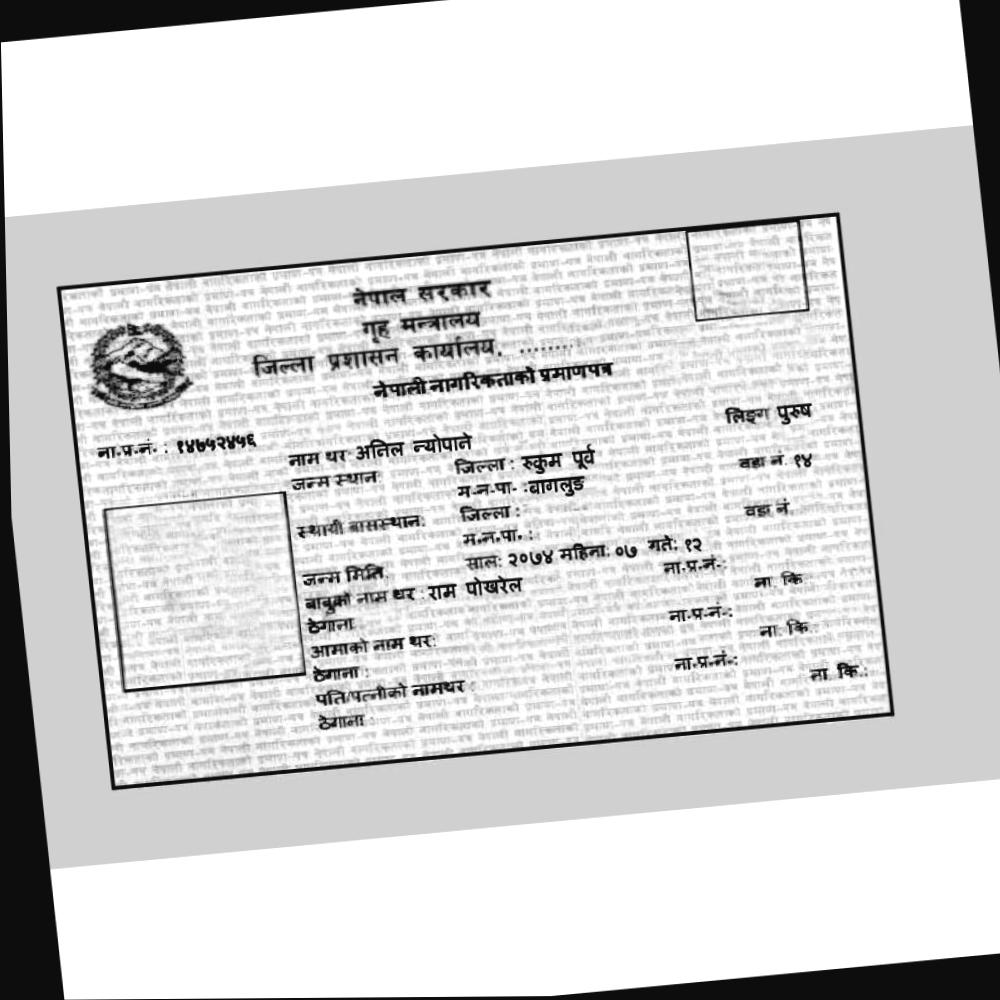 नेपाल सरकार
गृह मन्त्रालय
जिल्ला प्रशासन कार्यालय, ........
नेपाली नागरिकताको प्रमाणपत्र
लिङ्ग पुरुष
ना.प्र.नं. : १४७५२४५६
नाम थर अनिल न्योपाने
जन्म स्थान: जिल्ला : रुकुम पूर्व वडा नं. १४
म.न.पा. :बागलुङ
स्थायी बासस्थान: जिल्ला : वडा नं.
म.न.पा. :
जन्म मिति: साल: २०७४ महिना: ०७ गते: १२
बाबुको नाम थर : राम पोखरेल ना.प्र.नं.:
ठेगाना ना. कि.
आमाको नाम थर: ना.प्र.नं.:
ठेगाना : ना. कि.:
पति/पत्नीको नामथर : ना.प्र.नं.:
ठेगाना : ना. कि.: